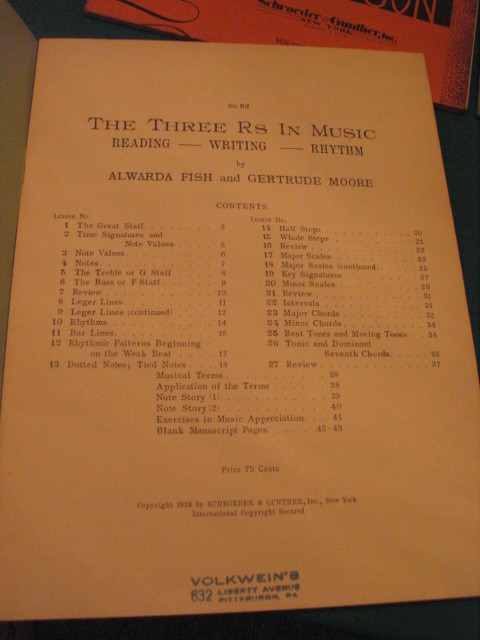 SON
Schroeder & Gunther, Inc.
NEW YORK
No. 92
THE THREE RS IN MUSIC
READING — WRITING — RHYTHM
by
ALWARDA FISH and GERTRUDE MOORE
CONTENTS
Lesson No.
1 The Great Staff 3
2 Time Signatures and
Note Values 5
3 Note Values 6
4 Notes 7
5 The Treble or G Staff 8
6 The Bass or F Staff 9
7 Review 10
8 Leger Lines 11
9 Leger Lines (continued) 12
10 Rhythms 14
11 Bar Lines 16
12 Rhythmic Patterns Beginning
on the Weak Beat 17
13 Dotted Notes; Tied Notes 18
Lesson No.
14 Half Steps 20
15 Whole Steps 21
16 Review 22
17 Major Scales 23
18 Major Scales (continued) 25
19 Key Signatures 27
20 Minor Scales 29
21 Review 31
22 Intervals 31
23 Major Chords 32
24 Minor Chords 34
25 Rest Tones and Moving Tones 34
26 Tonic and Dominant
Seventh Chords 35
27 Review 37
Musical Terms 38
Application of the Terms 38
Note Story (1) 39
Note Story (2) 40
Exercises in Music Appreciation 41
Blank Manuscript Pages 42-48
Price 75 Cents
Copyright 1938 by SCHROEDER & GUNTHER, Inc., New York
International Copyright Secured
VOLKWEIN'S
632 LIBERTY AVENUE
PITTSBURGH, PA